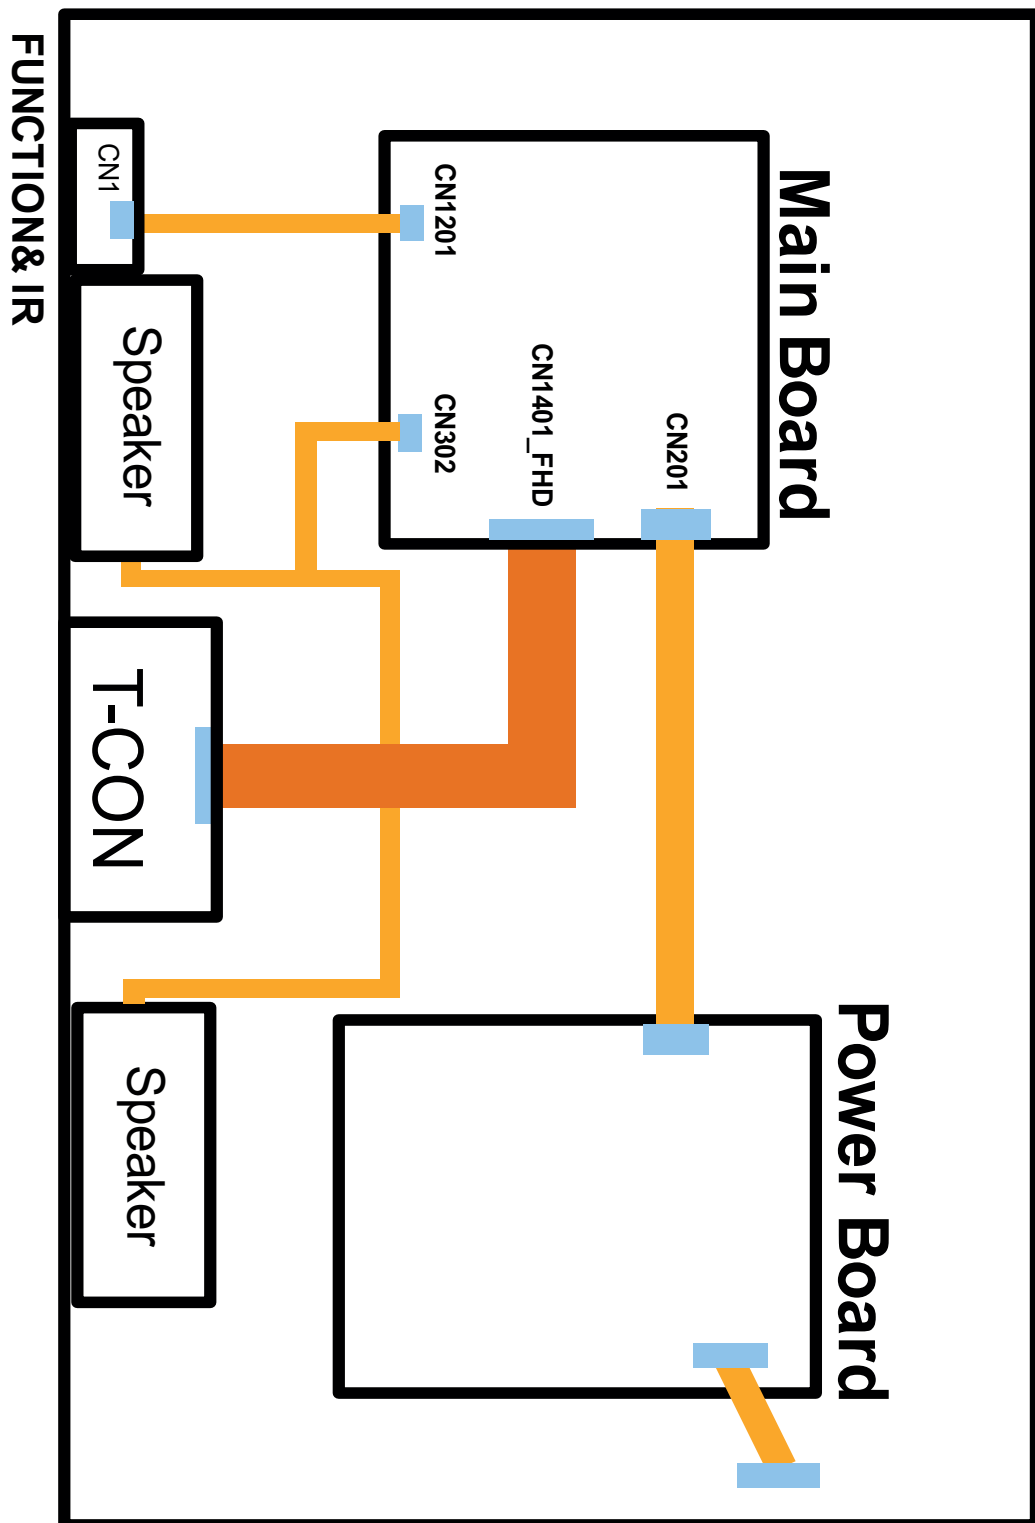 Power Board
Main Board
CN201
CN1401_FHD
CN1201
CN302
Speaker
T-CON
Speaker
CN1
FUNCTION& IR